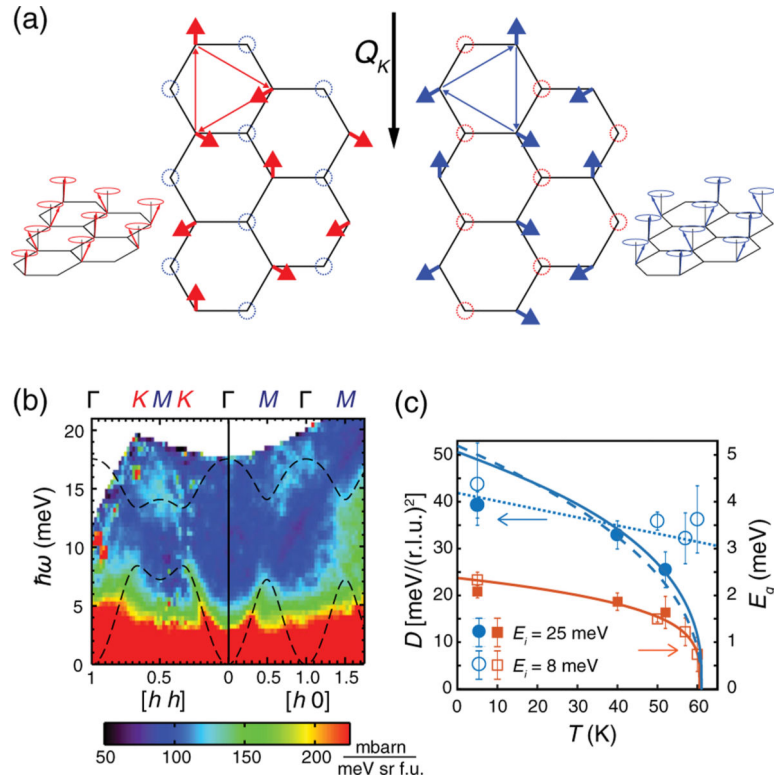 (a)
Q_K
(b)
Γ K M K Γ M Γ M
20
15
10
5
0
ħω (meV)
1 0.5 0 0.5 1.0 1.5
[h h] [h 0]
50 100 150 200 mbarn
meV sr f.u.
(c)
50
40
30
20
10
0
D [meV/(r.l.u.)²]
5
4
3
2
1
0
E_a (meV)
E_i = 25 meV
E_i = 8 meV
0 10 20 30 40 50 60
T (K)